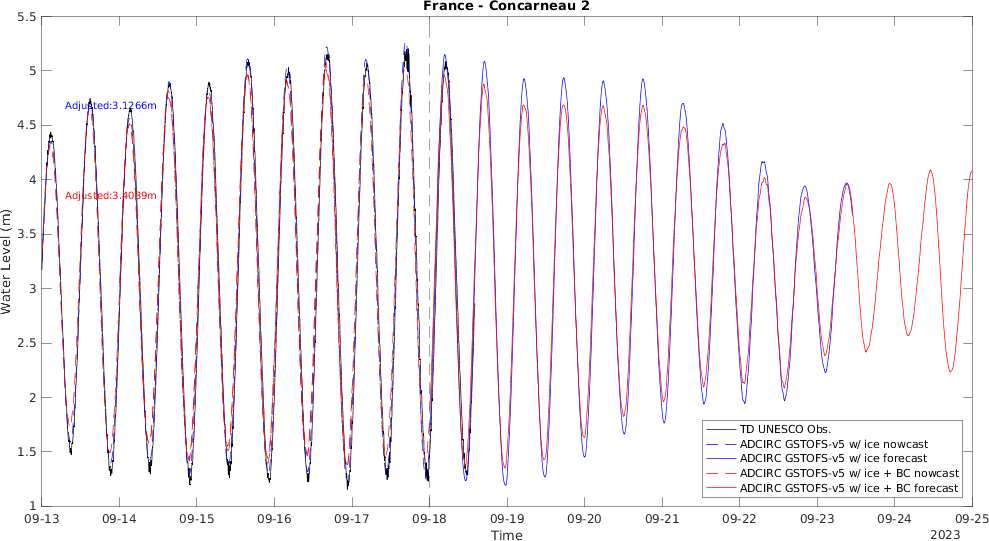 France - Concarneau 2
5.5
5
4.5
4
3.5
3
2.5
2
1.5
1
Water Level (m)
Adjusted:3.1266m
Adjusted:3.4039m
TD UNESCO Obs.
ADCIRC GSTOFS-v5 w/ ice nowcast
ADCIRC GSTOFS-v5 w/ ice forecast
ADCIRC GSTOFS-v5 w/ ice + BC nowcast
ADCIRC GSTOFS-v5 w/ ice + BC forecast
09-13 09-14 09-15 09-16 09-17 09-18 09-19 09-20 09-21 09-22 09-23 09-24 09-25
Time
2023